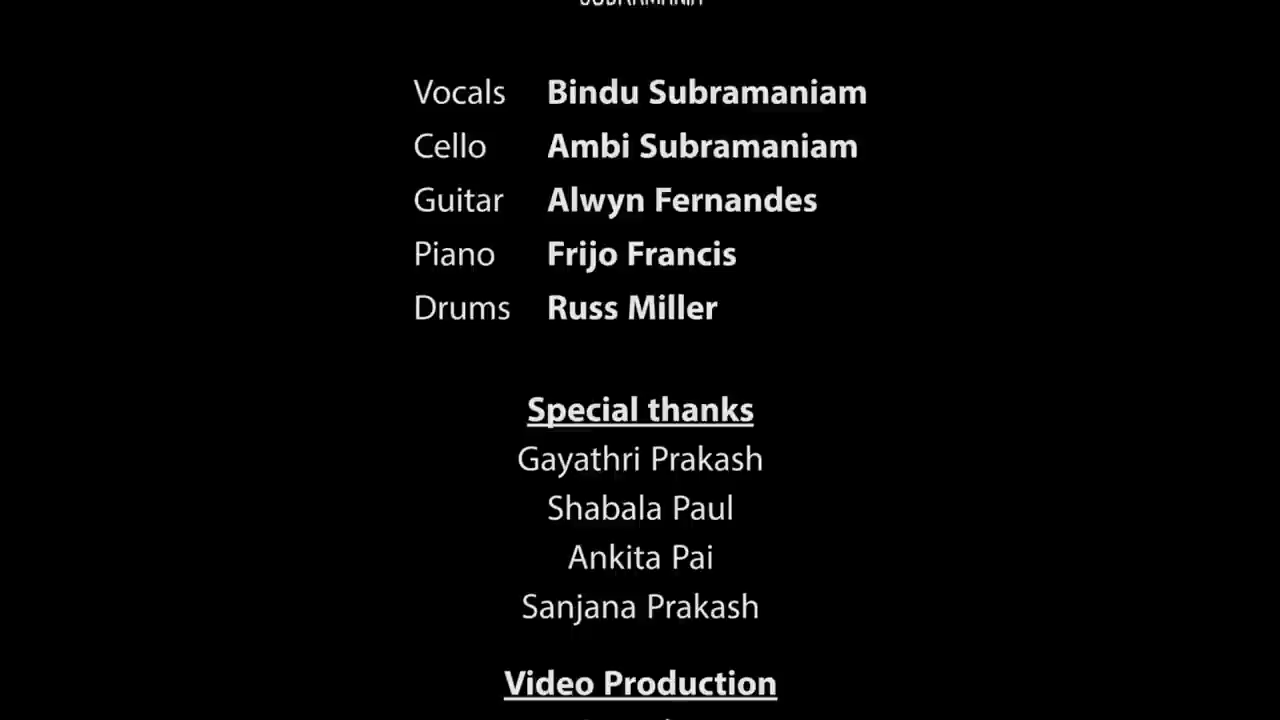 SUBRAMANIA
Vocals Bindu Subramaniam
Cello Ambi Subramaniam
Guitar Alwyn Fernandes
Piano Frijo Francis
Drums Russ Miller
Special thanks
Gayathri Prakash
Shabala Paul
Ankita Pai
Sanjana Prakash
Video Production